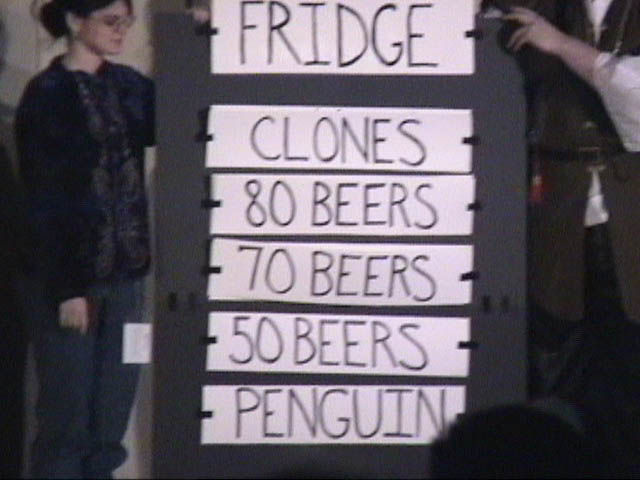 FRIDGE
CLONES
80 BEERS
70 BEERS
50 BEERS
PENGUIN